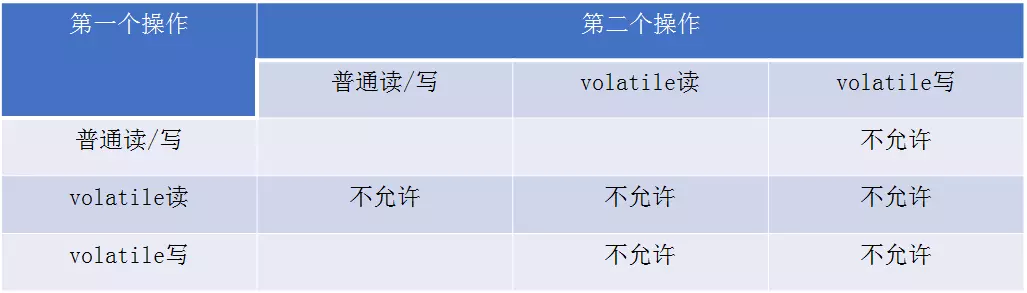 第一个操作 第二个操作
普通读/写 volatile读 volatile写
普通读/写 不允许
volatile读 不允许 不允许 不允许
volatile写 不允许 不允许